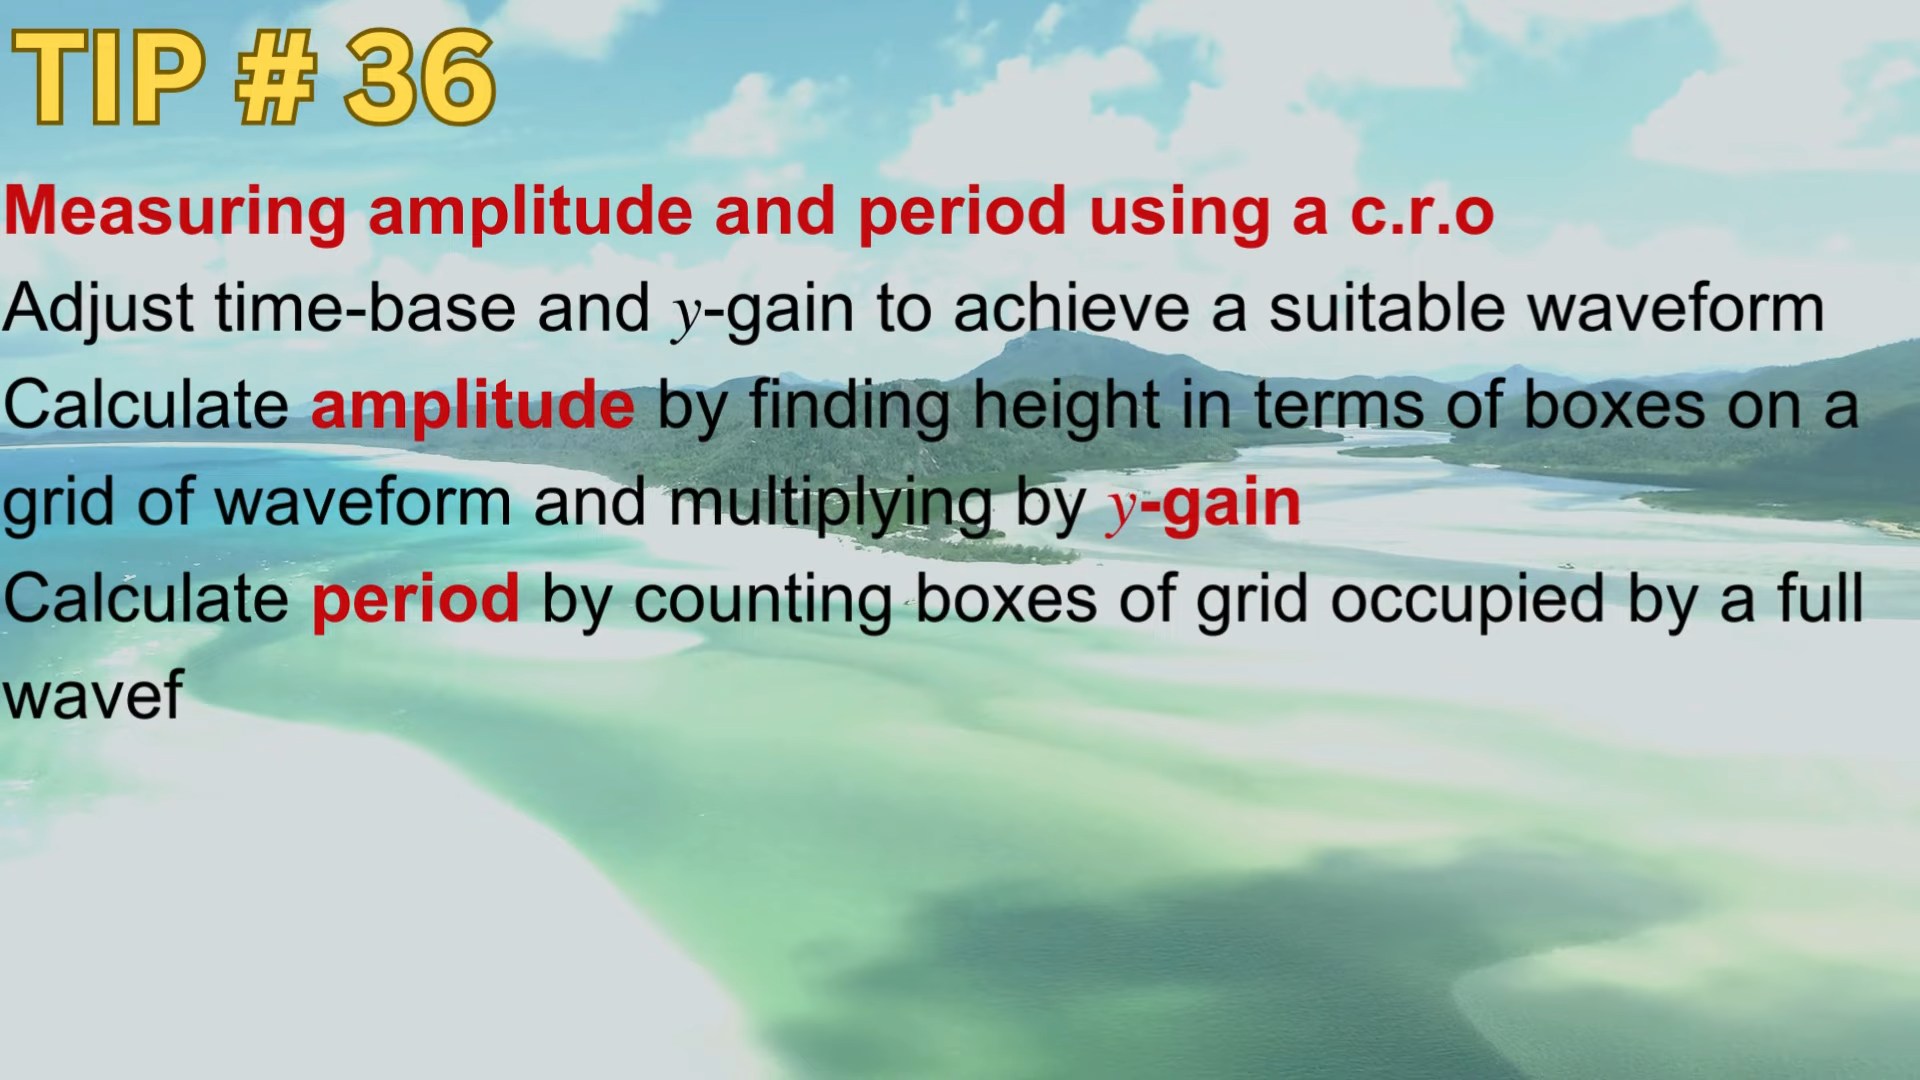 TIP # 36
Measuring amplitude and period using a c.r.o
Adjust time-base and y-gain to achieve a suitable waveform
Calculate amplitude by finding height in terms of boxes on a
grid of waveform and multiplying by y-gain
Calculate period by counting boxes of grid occupied by a full
wavef